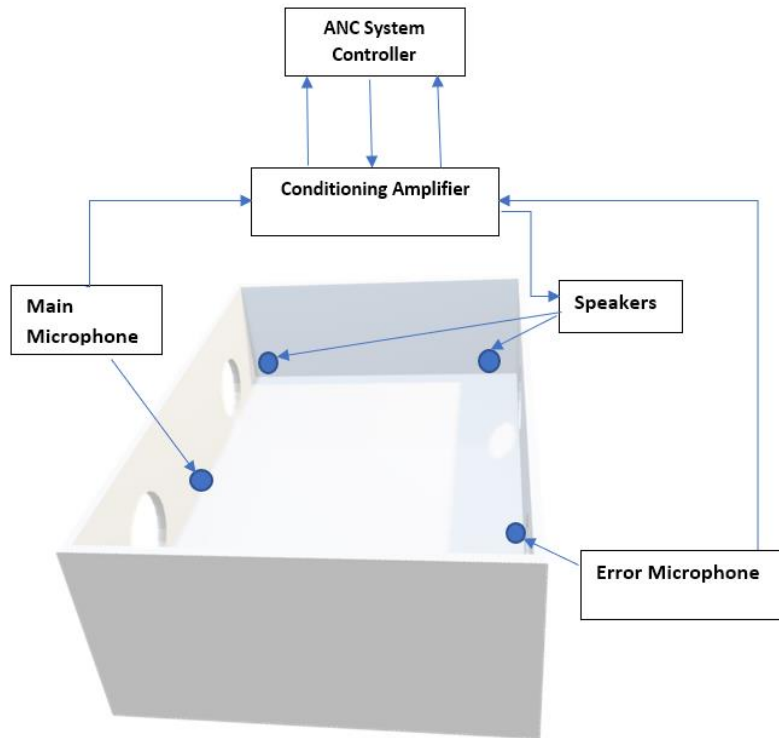 ANC System
Controller
Conditioning Amplifier
Main
Microphone
Speakers
Error Microphone